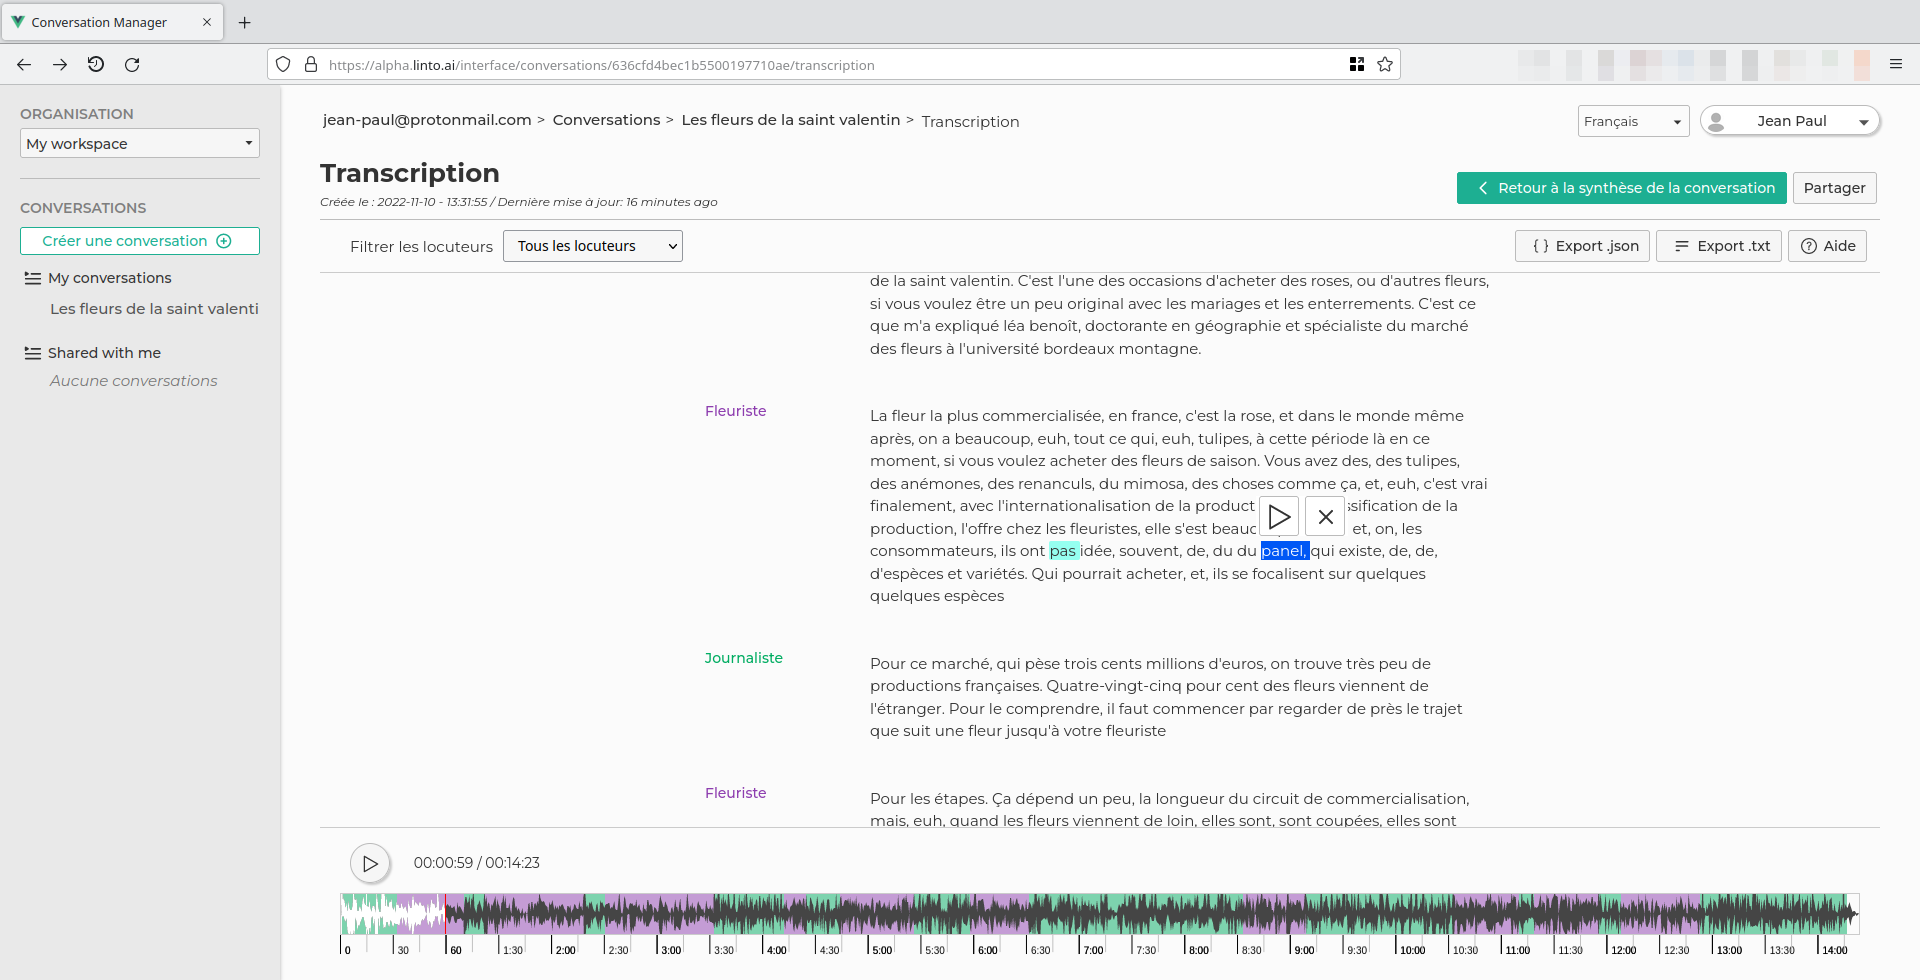 Conversation Manager
https://alpha.linto.ai/interface/conversations/636cfd4bec1b5500197710ae/transcription
ORGANISATION
My workspace
CONVERSATIONS
Créer une conversation
My conversations
Les fleurs de la saint valenti
Shared with me
Aucune conversations
jean-paul@protonmail.com > Conversations > Les fleurs de la saint valentin > Transcription
Français
Jean Paul
Transcription
Créée le : 2022-11-10 - 13:31:55 / Dernière mise à jour: 16 minutes ago
Retour à la synthèse de la conversation
Partager
Filtrer les locuteurs
Tous les locuteurs
{ } Export .json
Export .txt
? Aide
de la saint valentin. C'est l'une des occasions d'acheter des roses, ou d'autres fleurs,
si vous voulez être un peu original avec les mariages et les enterrements. C'est ce
que m'a expliqué léa benoît, doctorante en géographie et spécialiste du marché
des fleurs à l'université bordeaux montagne.
Fleuriste
La fleur la plus commercialisée, en france, c'est la rose, et dans le monde même
après, on a beaucoup, euh, tout ce qui, euh, tulipes, à cette période là en ce
moment, si vous voulez acheter des fleurs de saison. Vous avez des, des tulipes,
des anémones, des renanculs, du mimosa, des choses comme ça, et, euh, c'est vrai
finalement, avec l'internationalisation de la product ssification de la
production, l'offre chez les fleuristes, elle s'est beauc et, on, les
consommateurs, ils ont pas idée, souvent, de, du du panel, qui existe, de, de,
d'espèces et variétés. Qui pourrait acheter, et, ils se focalisent sur quelques
quelques espèces
Journaliste
Pour ce marché, qui pèse trois cents millions d'euros, on trouve très peu de
productions françaises. Quatre-vingt-cinq pour cent des fleurs viennent de
l'étranger. Pour le comprendre, il faut commencer par regarder de près le trajet
que suit une fleur jusqu'à votre fleuriste
Fleuriste
Pour les étapes. Ça dépend un peu, la longueur du circuit de commercialisation,
mais, euh, quand les fleurs viennent de loin, elles sont, sont coupées, elles sont
00:00:59 / 00:14:23
0 30 60 1:30 2:00 2:30 3:00 3:30 4:00 4:30 5:00 5:30 6:00 6:30 7:00 7:30 8:00 8:30 9:00 9:30 10:00 10:30 11:00 11:30 12:00 12:30 13:00 13:30 14:00